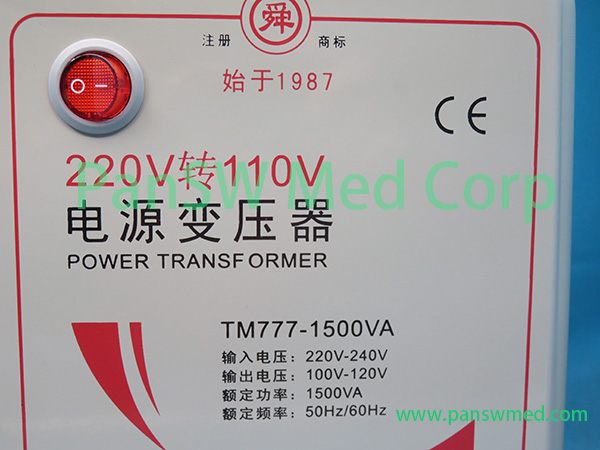 舜
注册 商标
始于1987
CE
220V转110V
PanSW Med Corp
电源变压器
POWER TRANSFORMER
TM777-1500VA
输入电压：220V-240V
输出电压：100V-120V
额定功率：1500VA
额定频率：50Hz/60Hz
www.panswmed.com